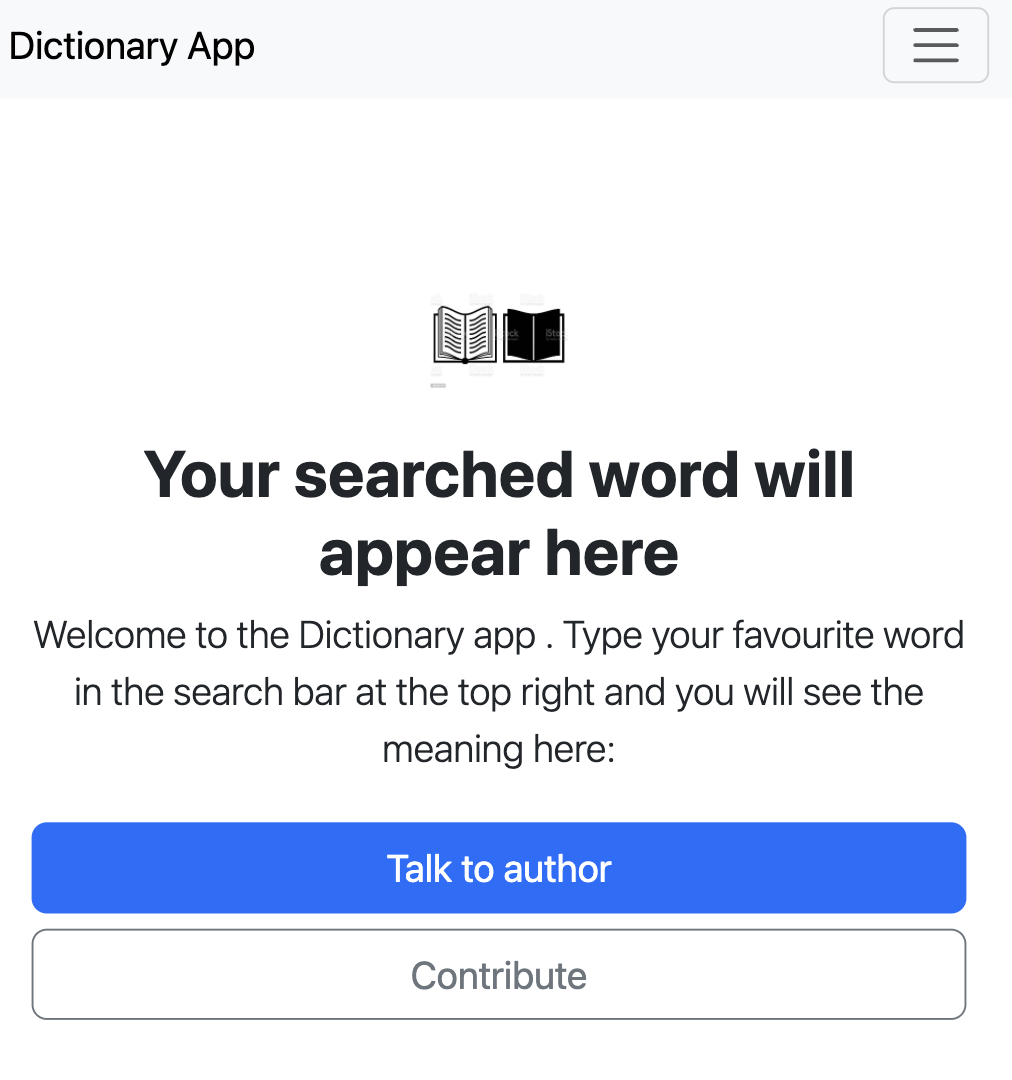 Dictionary App
Your searched word will
appear here
Welcome to the Dictionary app . Type your favourite word
in the search bar at the top right and you will see the
meaning here:
Talk to author
Contribute